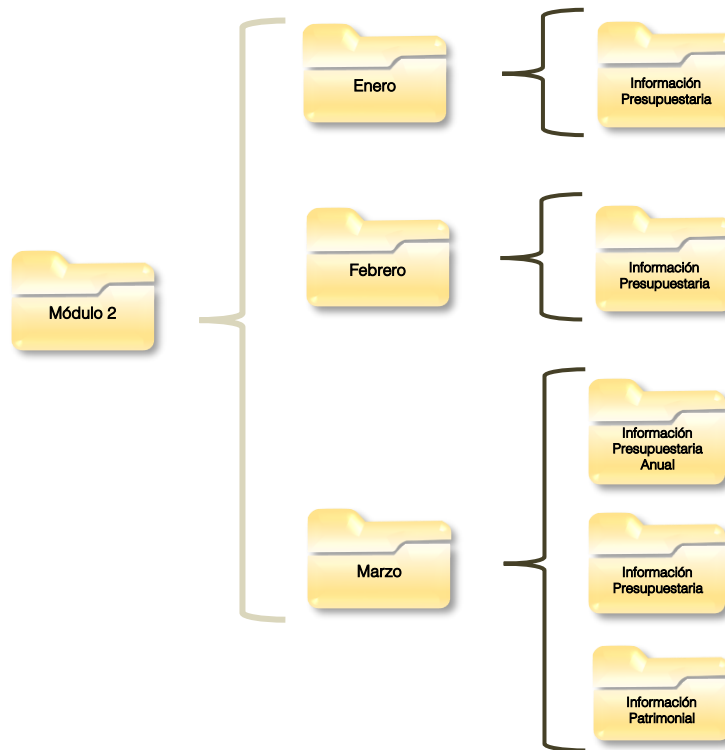 Módulo 2
Enero
Información
Presupuestaria
Febrero
Información
Presupuestaria
Marzo
Información
Presupuestaria
Anual
Información
Presupuestaria
Información
Patrimonial